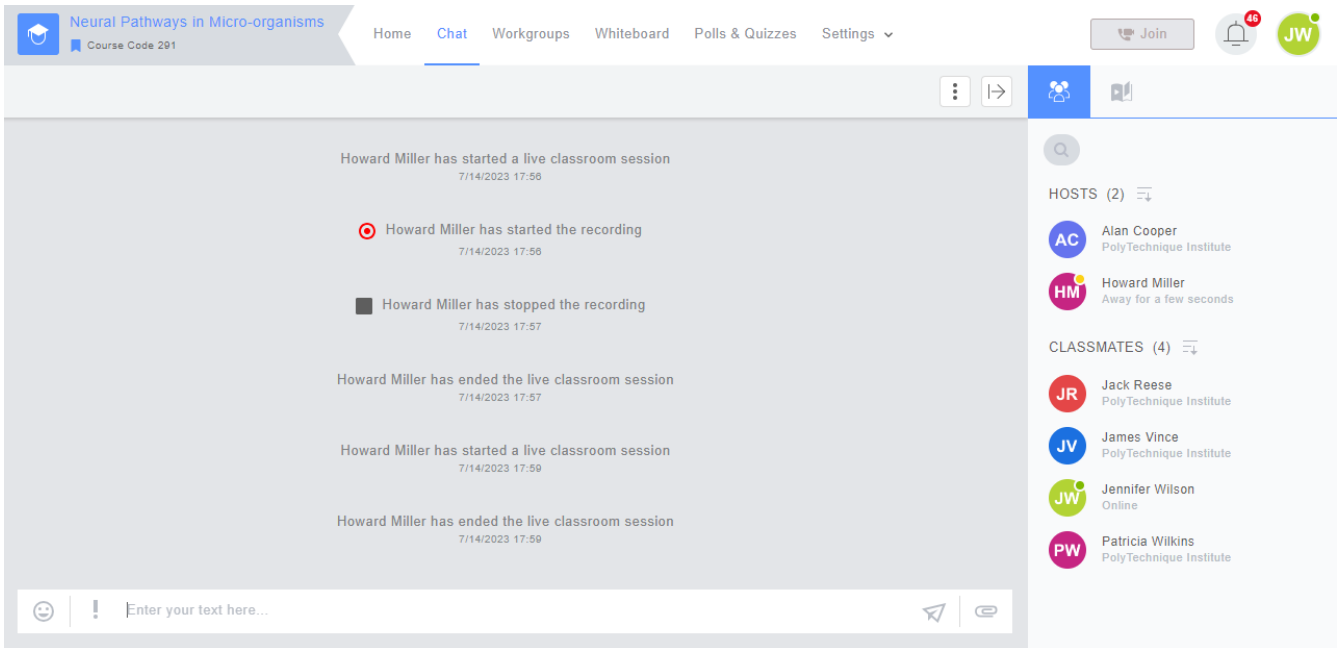 Neural Pathways in Micro-organisms
Course Code 291
Home Chat Workgroups Whiteboard Polls & Quizzes Settings
Join
46
JW
Howard Miller has started a live classroom session
7/14/2023 17:56
Howard Miller has started the recording
7/14/2023 17:56
Howard Miller has stopped the recording
7/14/2023 17:57
Howard Miller has ended the live classroom session
7/14/2023 17:57
Howard Miller has started a live classroom session
7/14/2023 17:59
Howard Miller has ended the live classroom session
7/14/2023 17:59
Enter your text here...
HOSTS (2)
AC
Alan Cooper
PolyTechnique Institute
HM
Howard Miller
Away for a few seconds
CLASSMATES (4)
JR
Jack Reese
PolyTechnique Institute
JV
James Vince
PolyTechnique Institute
JW
Jennifer Wilson
Online
PW
Patricia Wilkins
PolyTechnique Institute